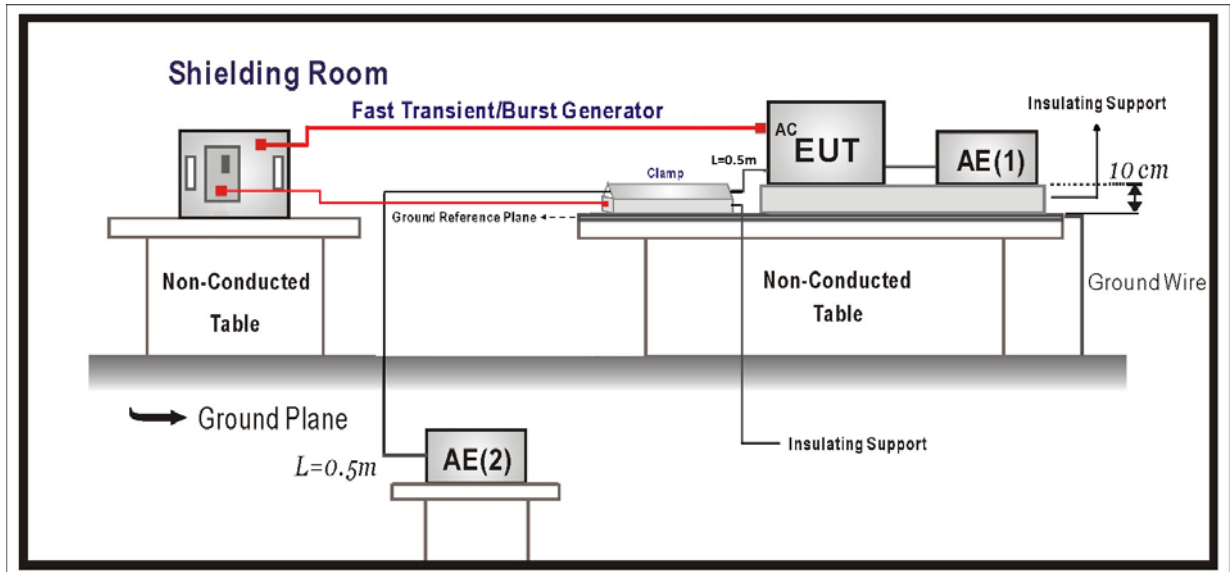 Shielding Room
Fast Transient/Burst Generator
Insulating Support
AC
EUT
AE(1)
L=0.5m
Clamp
10 cm
Ground Reference Plane
Non-Conducted
Table
Non-Conducted
Table
Ground Wire
Ground Plane
Insulating Support
L=0.5m
AE(2)